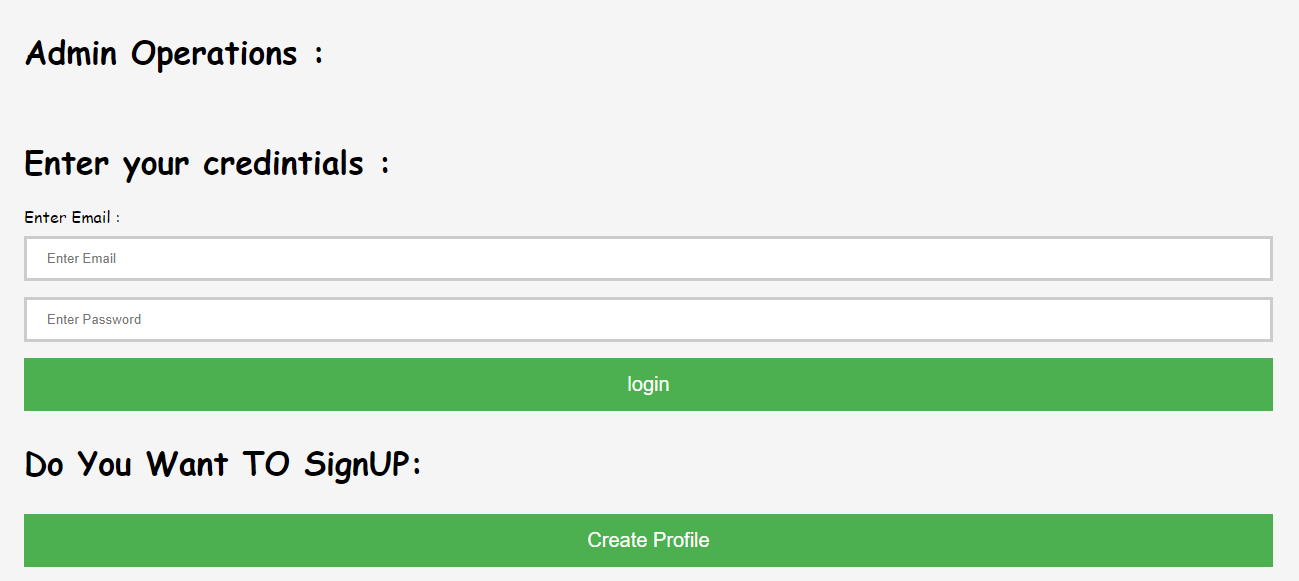 Admin Operations :
Enter your credintials :
Enter Email :
Enter Email
Enter Password
login
Do You Want TO SignUP:
Create Profile